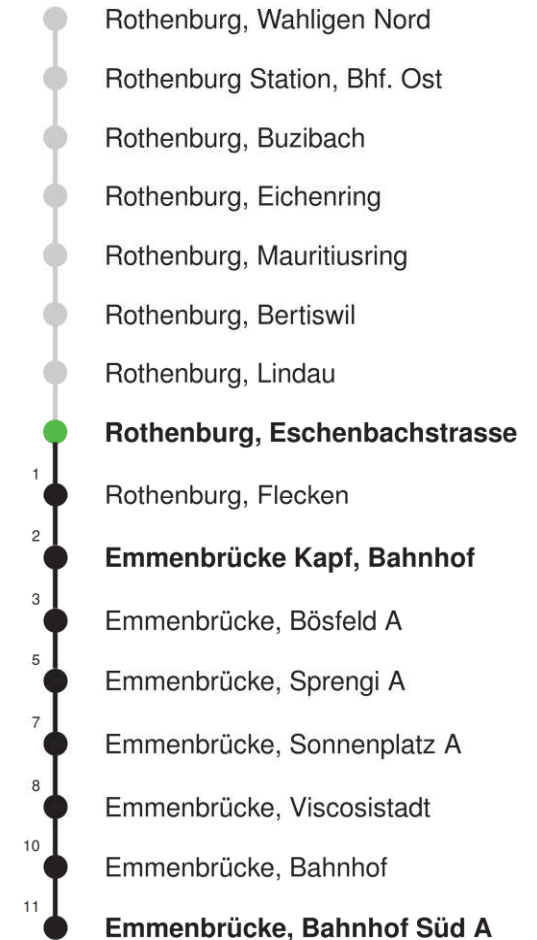 Rothenburg, Wahligen Nord
Rothenburg Station, Bhf. Ost
Rothenburg, Buzibach
Rothenburg, Eichenring
Rothenburg, Mauritiusring
Rothenburg, Bertiswil
Rothenburg, Lindau
Rothenburg, Eschenbachstrasse
1 Rothenburg, Flecken
2 Emmenbrücke Kapf, Bahnhof
3 Emmenbrücke, Bösfeld A
5 Emmenbrücke, Sprengi A
7 Emmenbrücke, Sonnenplatz A
8 Emmenbrücke, Viscosistadt
10 Emmenbrücke, Bahnhof
11 Emmenbrücke, Bahnhof Süd A